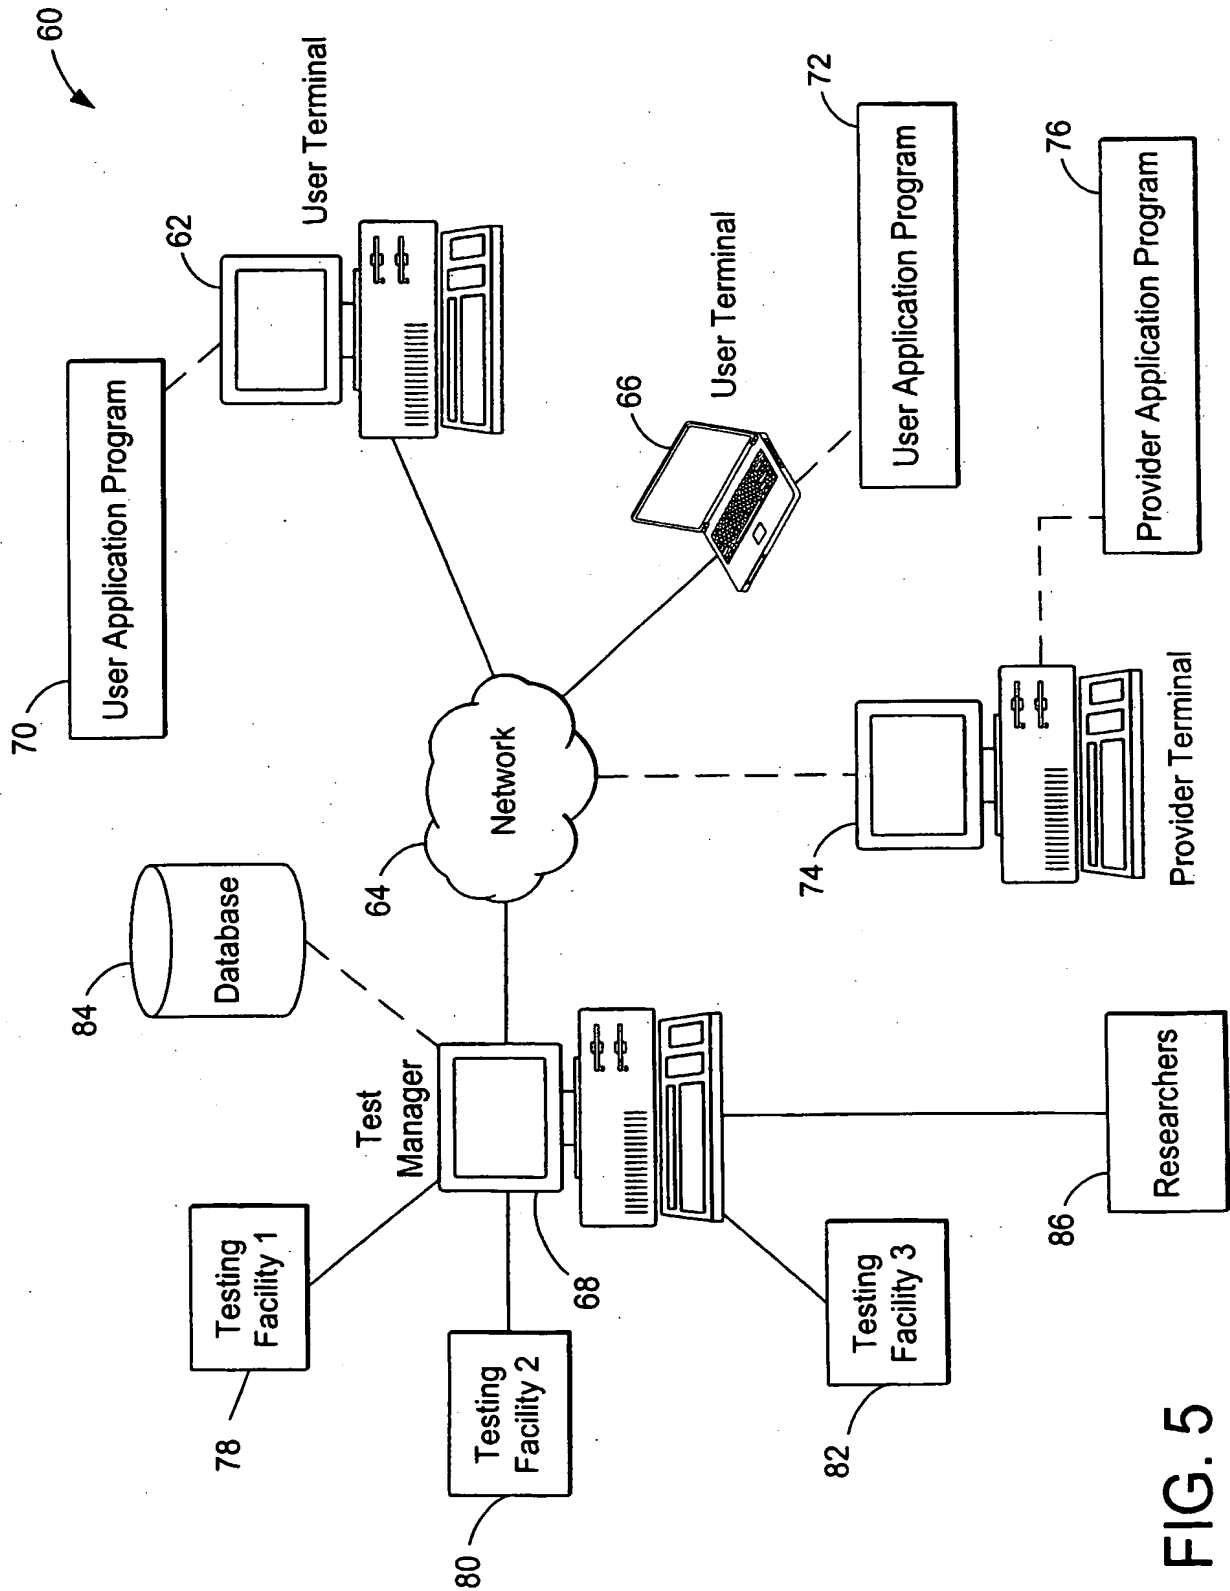 60
70
User Application Program
62
User Terminal
84
Database
64
Network
66
User Terminal
72
User Application Program
78
Testing
Facility 1
Test
Manager
68
80
Testing
Facility 2
82
Testing
Facility 3
74
Provider Terminal
76
Provider Application Program
86
Researchers
FIG. 5